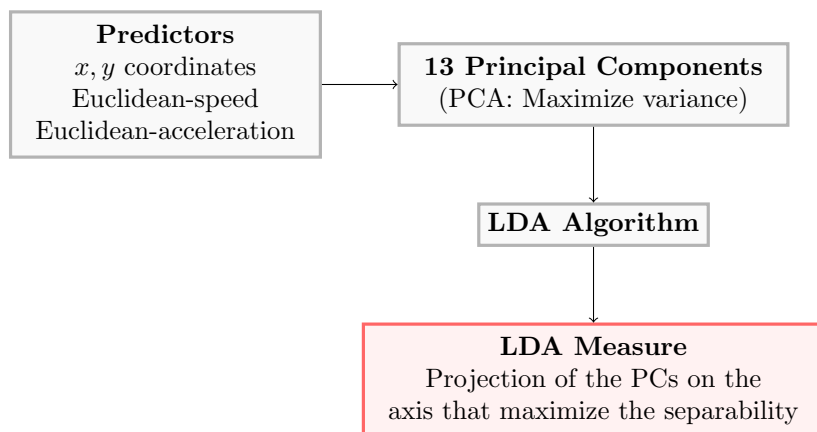 Predictors
x, y coordinates
Euclidean-speed
Euclidean-acceleration
13 Principal Components
(PCA: Maximize variance)
LDA Algorithm
LDA Measure
Projection of the PCs on the
axis that maximize the separability